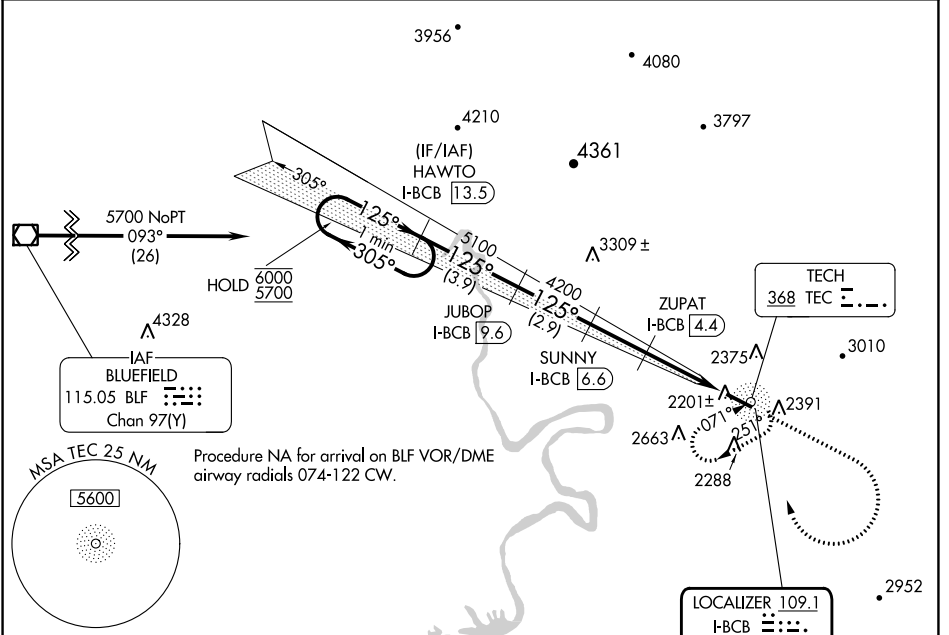 3956
4080
4210
3797
(IF/IAF)
HAWTO
I-BCB 13.5
4361
305°
125°
1 min
305°
5700 NoPT
093°
(26)
HOLD 6000
5700
5100
125°
(3.9)
3309 ±
4200
125°
(2.9)
JUBOP
I-BCB 9.6
SUNNY
I-BCB 6.6
ZUPAT
I-BCB 4.4
TECH
368 TEC
4328
IAF
BLUEFIELD
115.05 BLF
Chan 97(Y)
2375
3010
2201±
2391
071°
251°
2663
2288
MSA TEC 25 NM
5600
Procedure NA for arrival on BLF VOR/DME
airway radials 074-122 CW.
2952
LOCALIZER 109.1
I-BCB